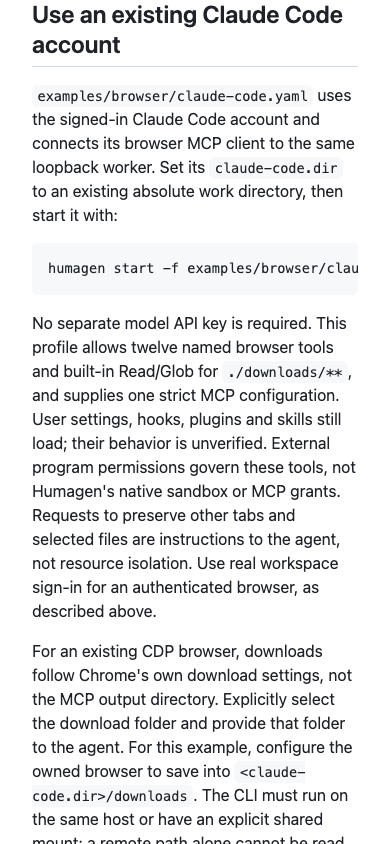 Use an existing Claude Code
account
examples/browser/claude-code.yaml uses
the signed-in Claude Code account and
connects its browser MCP client to the same
loopback worker. Set its claude-code.dir
to an existing absolute work directory, then
start it with:
humagen start -f examples/browser/clau
No separate model API key is required. This
profile allows twelve named browser tools
and built-in Read/Glob for ./downloads/**,
and supplies one strict MCP configuration.
User settings, hooks, plugins and skills still
load; their behavior is unverified. External
program permissions govern these tools, not
Humagen's native sandbox or MCP grants.
Requests to preserve other tabs and
selected files are instructions to the agent,
not resource isolation. Use real workspace
sign-in for an authenticated browser, as
described above.
For an existing CDP browser, downloads
follow Chrome's own download settings, not
the MCP output directory. Explicitly select
the download folder and provide that folder
to the agent. For this example, configure the
owned browser to save into <claude-
code.dir>/downloads. The CLI must run on
the same host or have an explicit shared
mount; a remote path alone cannot be read